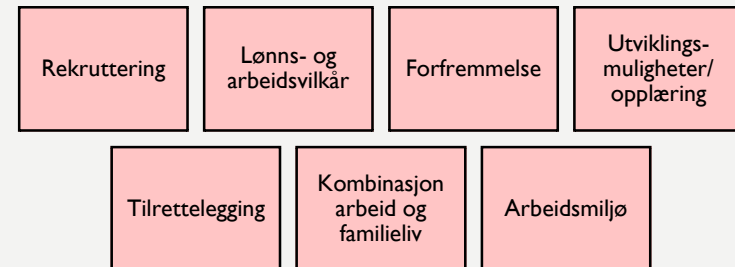 Rekruttering
Lønns- og
arbeidsvilkår
Forfremmelse
Utviklings-
muligheter/
opplæring
Tilrettelegging
Kombinasjon
arbeid og
familieliv
Arbeidsmiljø